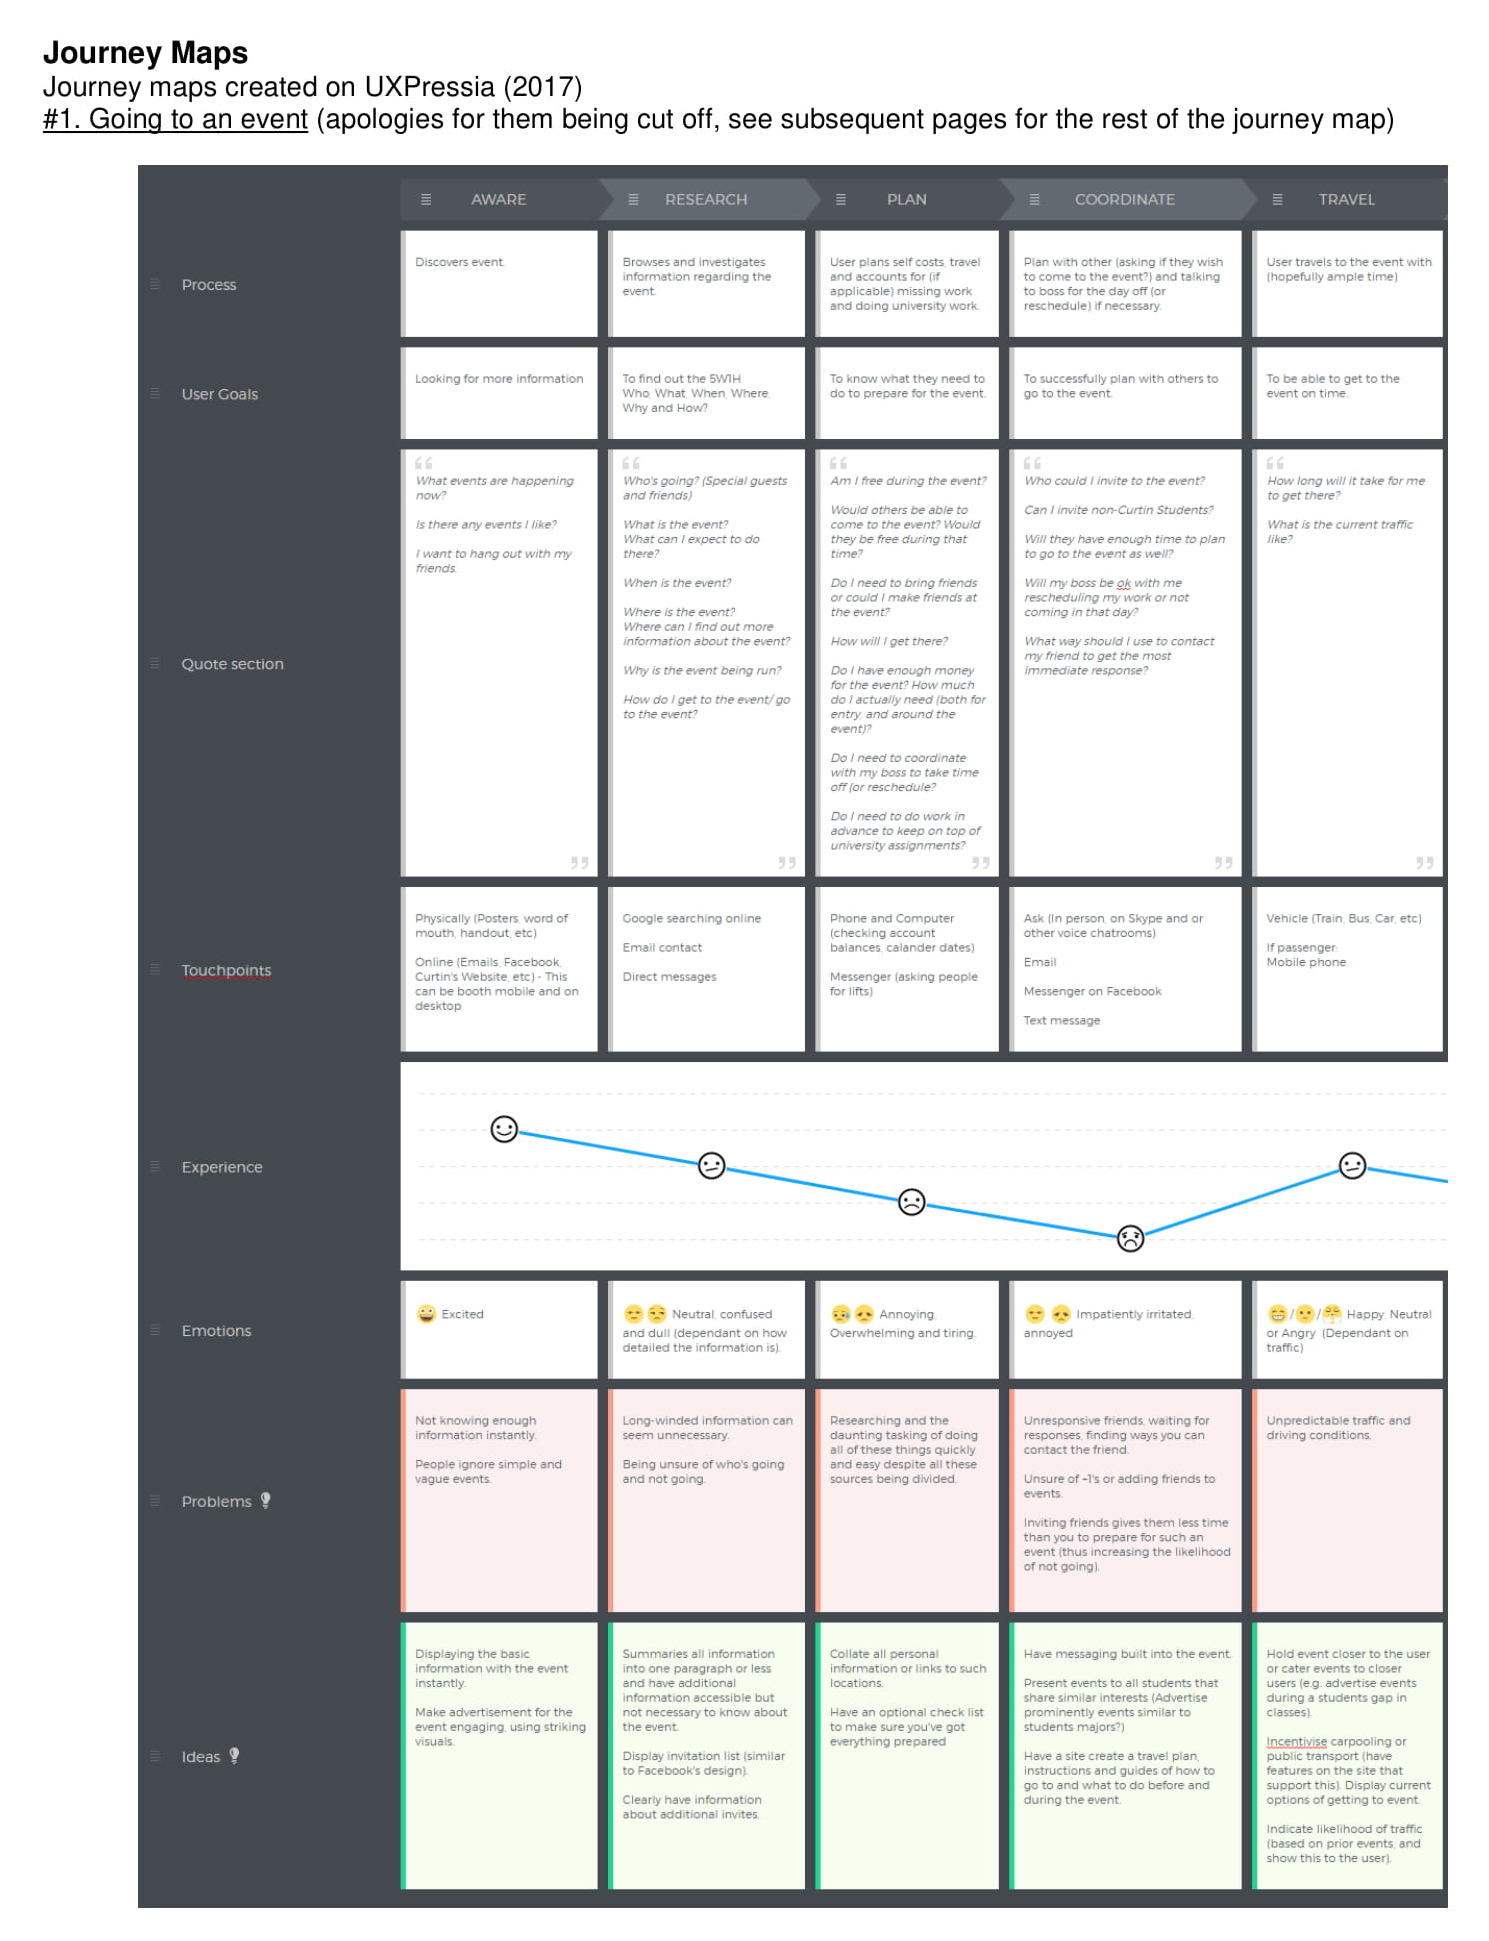 Journey Maps
Journey maps created on UXPressia (2017)
#1. Going to an event (apologies for them being cut off, see subsequent pages for the rest of the journey map)
AWARE
RESEARCH
PLAN
COORDINATE
TRAVEL
Process
Discovers event.
Browses and investigates
information regarding the
event.
User plans self costs, travel
and accounts for (if
applicable) missing work
and doing university work.
Plan with other (asking if they wish
to come to the event?) and talking
to boss for the day off (or
reschedule) if necessary.
User travels to the event with
(hopefully ample time)
User Goals
Looking for more information
To find out the 5W1H
Who, What, When, Where,
Why and How?
To know what they need to
do to prepare for the event.
To successfully plan with others to
go to the event.
To be able to get to the
event on time.
Quote section
What events are happening
now?
Is there any events I like?
I want to hang out with my
friends.
Who's going? (Special guests
and friends)
What is the event?
What can I expect to do
there?
When is the event?
Where is the event?
Where can I find out more
information about the event?
Why is the event being run?
How do I get to the event/ go
to the event?
Am I free during the event?
Would others be able to
come to the event? Would
they be free during that
time?
Do I need to bring friends
or could I make friends at
the event?
How will I get there?
Do I have enough money
for the event? How much
do I actually need (both for
entry, and around the
event)?
Do I need to coordinate
with my boss to take time
off (or reschedule?
Do I need to do work in
advance to keep on top of
university assignments?
Who could I invite to the event?
Can I invite non-Curtin Students?
Will they have enough time to plan
to go to the event as well?
Will my boss be ok with me
rescheduling my work or not
coming in that day?
What way should I use to contact
my friend to get the most
immediate response?
How long will it take for me
to get there?
What is the current traffic
like?
Touchpoints
Physically (Posters, word of
mouth, handout, etc)
Online (Emails, Facebook,
Curtin's Website, etc) - This
can be booth mobile and on
desktop
Google searching online
Email contact
Direct messages
Phone and Computer
(checking account
balances, calander dates)
Messenger (asking people
for lifts)
Ask (In person, on Skype and or
other voice chatrooms)
Email
Messenger on Facebook
Text message
Vehicle (Train, Bus, Car, etc)
If passenger:
Mobile phone
Experience
Emotions
Excited
Neutral, confused
and dull (dependant on how
detailed the information is).
Annoying,
Overwhelming and tiring.
Impatiently irritated,
annoyed
/ / Happy, Neutral
or Angry (Dependant on
traffic)
Problems
Not knowing enough
information instantly.
People ignore simple and
vague events.
Long-winded information can
seem unnecessary.
Being unsure of who's going
and not going.
Researching and the
daunting tasking of doing
all of these things quickly
and easy despite all these
sources being divided.
Unresponsive friends, waiting for
responses, finding ways you can
contact the friend.
Unsure of +1's or adding friends to
events.
Inviting friends gives them less time
than you to prepare for such an
event (thus increasing the likelihood
of not going).
Unpredictable traffic and
driving conditions.
Ideas
Displaying the basic
information with the event
instantly.
Make advertisement for the
event engaging, using striking
visuals.
Summaries all information
into one paragraph or less
and have additional
information accessible but
not necessary to know about
the event.
Display invitation list (similar
to Facebook's design).
Clearly have information
about additional invites.
Collate all personal
information or links to such
locations.
Have an optional check list
to make sure you've got
everything prepared
Have messaging built into the event.
Present events to all students that
share similar interests (Advertise
prominently events similar to
students majors?)
Have a site create a travel plan,
instructions and guides of how to
go to and what to do before and
during the event.
Hold event closer to the user
or cater events to closer
users (e.g. advertise events
during a students gap in
classes).
Incentivise carpooling or
public transport (have
features on the site that
support this). Display current
options of getting to event.
Indicate likelihood of traffic
(based on prior events, and
show this to the user).